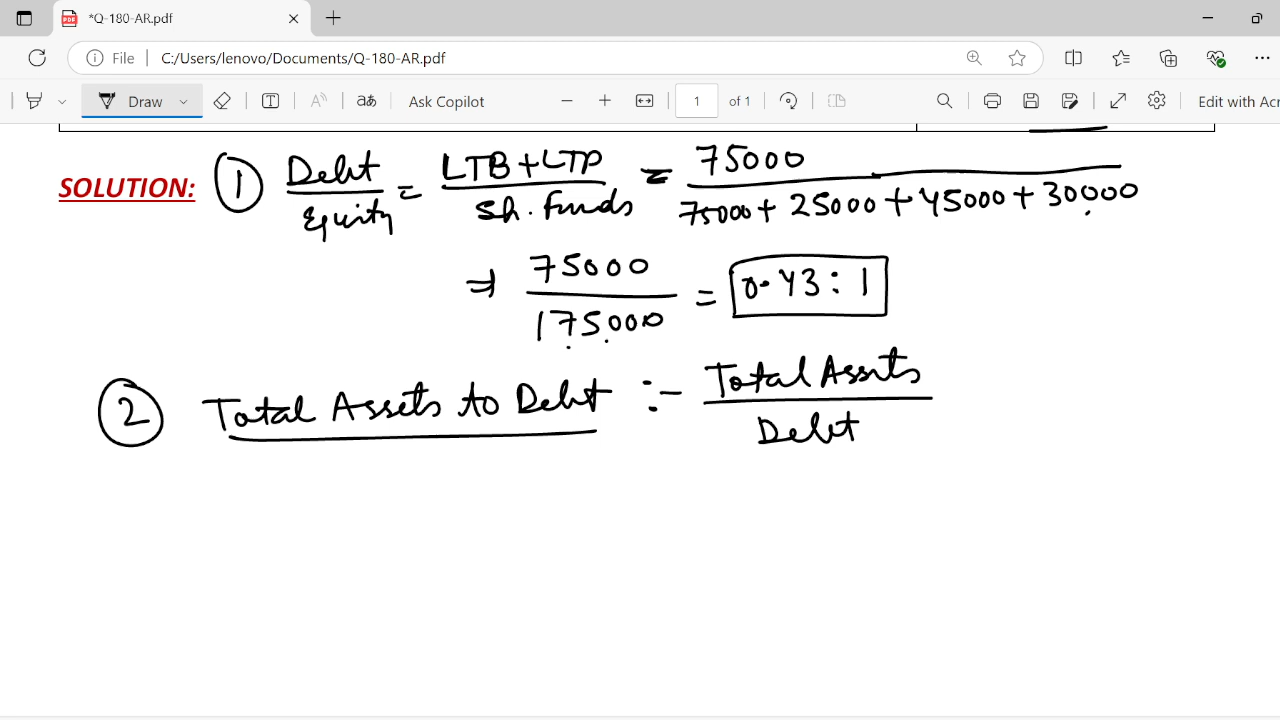 *Q-180-AR.pdf
File C:/Users/lenovo/Documents/Q-180-AR.pdf
Draw Ask Copilot 1 of 1 Edit with Acr
SOLUTION: 1 Debt / Equity = LTB + LTP / Sh. Funds = 75000 / 75000 + 25000 + 45000 + 30000
⇒ 75000 / 175000 = 0.43 : 1
2 Total Assets to Debt :- Total Assets / Debt